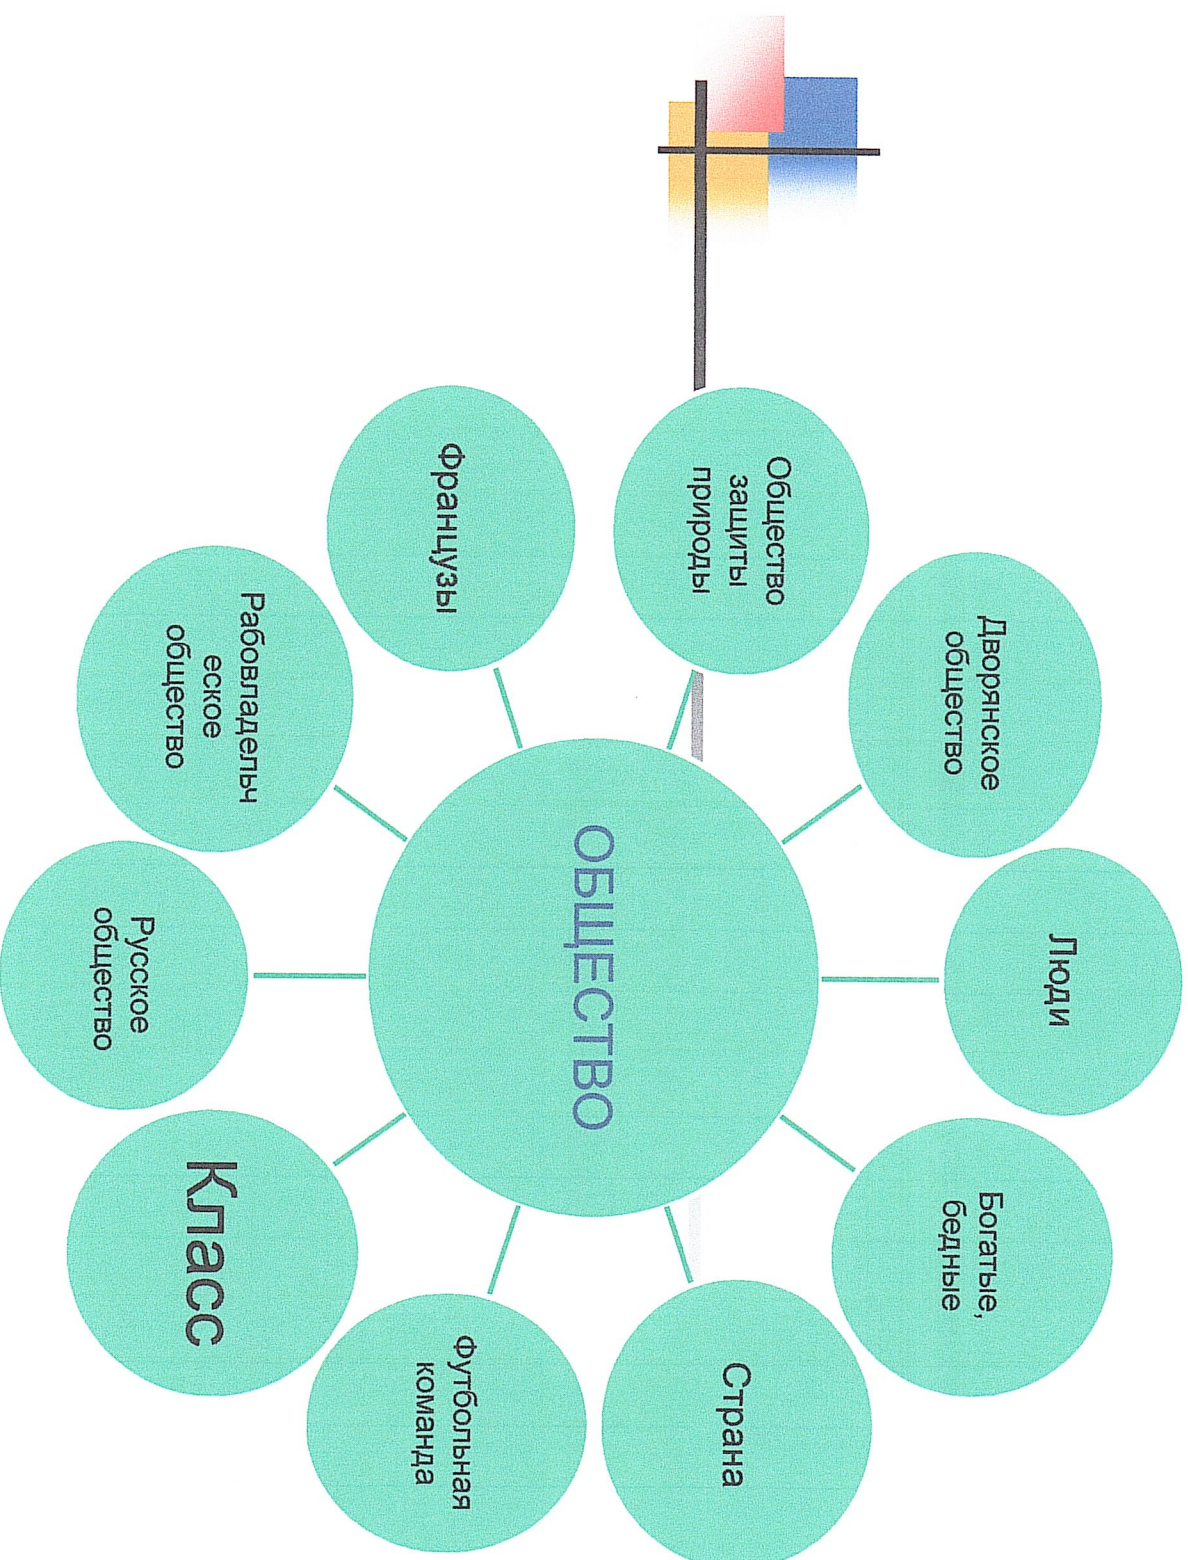 Люди
Дворянское
общество
Богатые,
бедные
Общество
защиты
природы
Страна
ОБЩЕСТВО
Французы
Футбольная
команда
Рабовладельч
еское
общество
Класс
Русское
общество